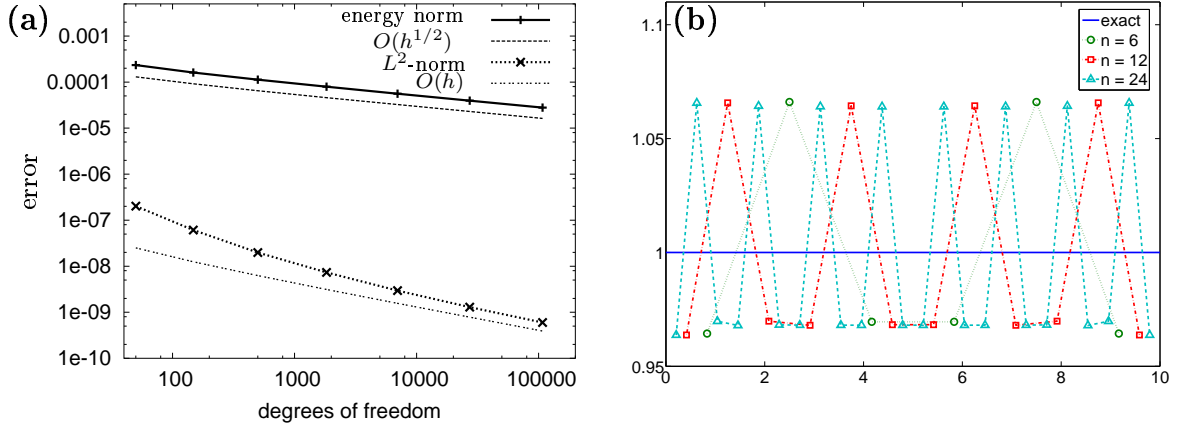 (a)
energy norm
O(h^{1/2})
L^2-norm
O(h)
0.001
0.0001
1e-05
1e-06
1e-07
1e-08
1e-09
1e-10
error
100
1000
10000
100000
degrees of freedom
(b)
exact
n = 6
n = 12
n = 24
1.1
1.05
1
0.95
0
2
4
6
8
10